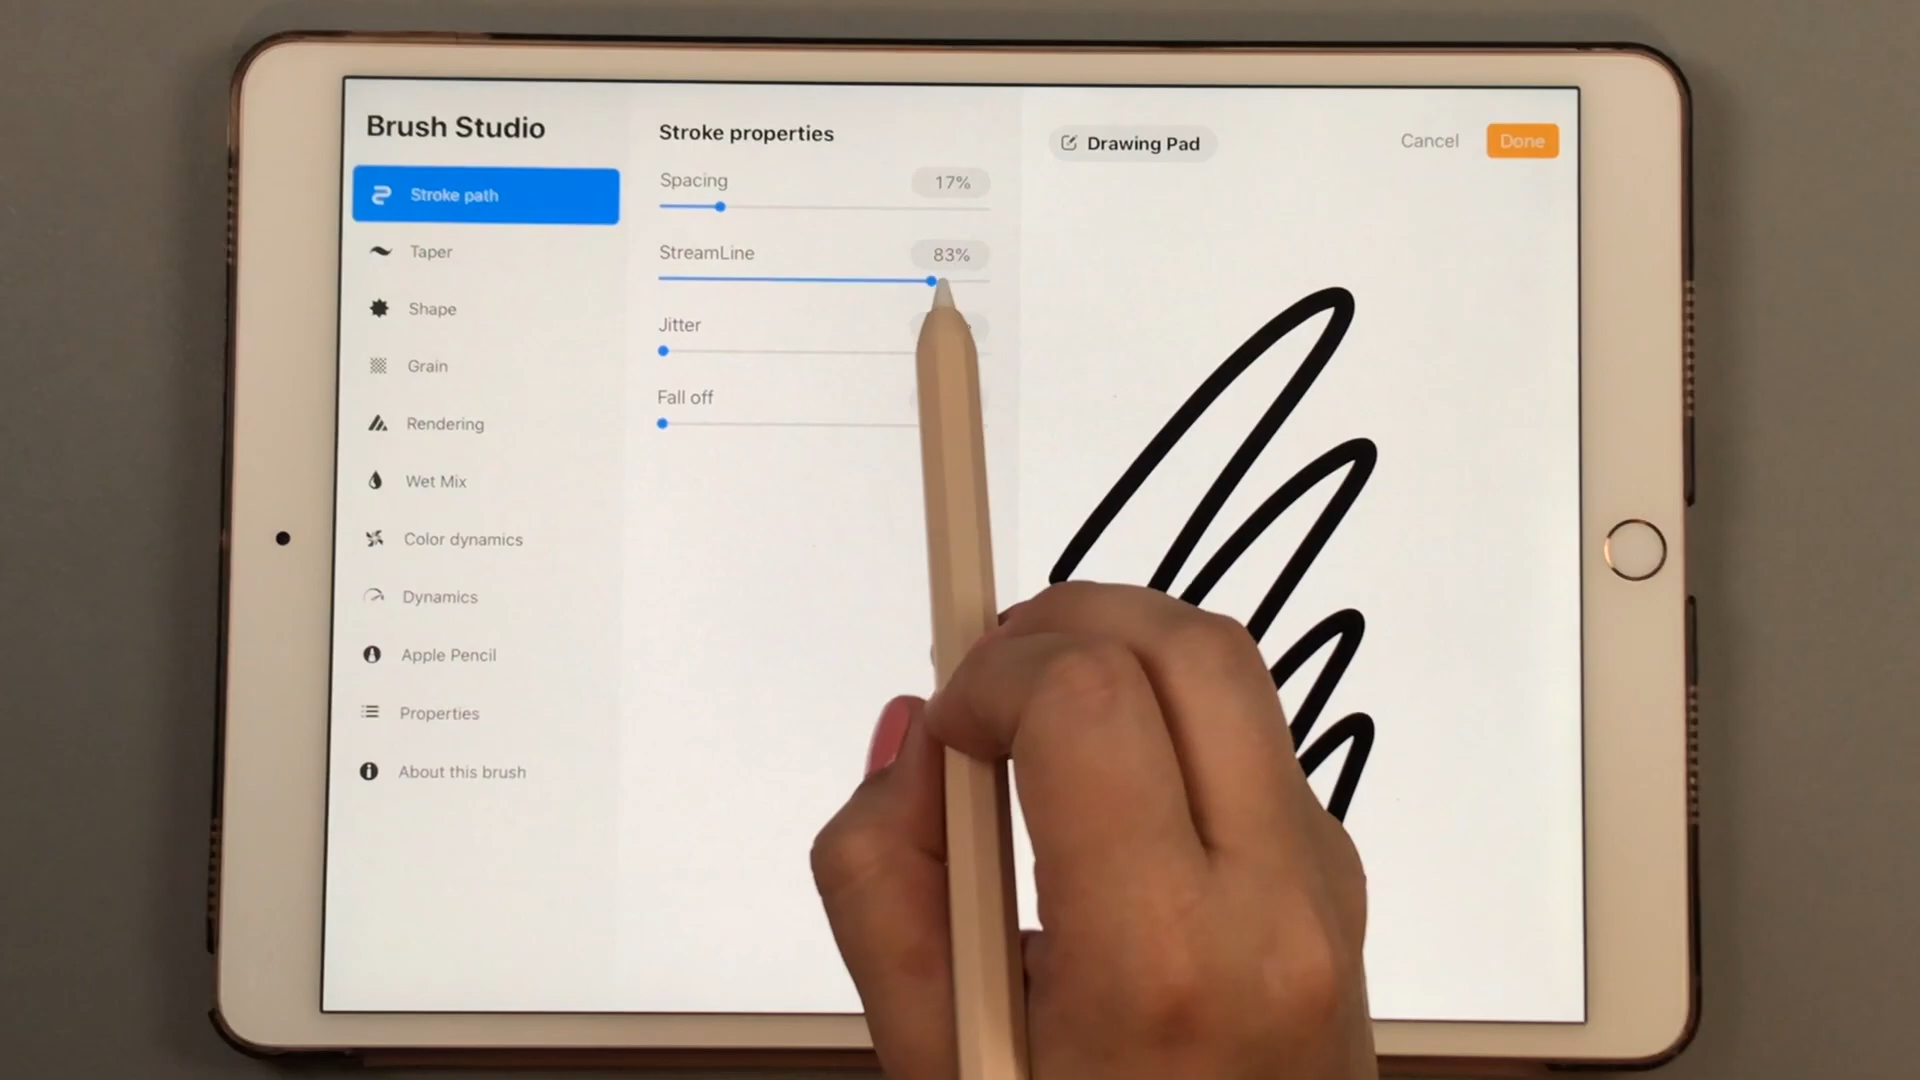 Brush Studio
Stroke path
Taper
Shape
Grain
Rendering
Wet Mix
Color dynamics
Dynamics
Apple Pencil
Properties
About this brush
Stroke properties
Spacing 17%
StreamLine 83%
Jitter
Fall off
Drawing Pad
Cancel
Done